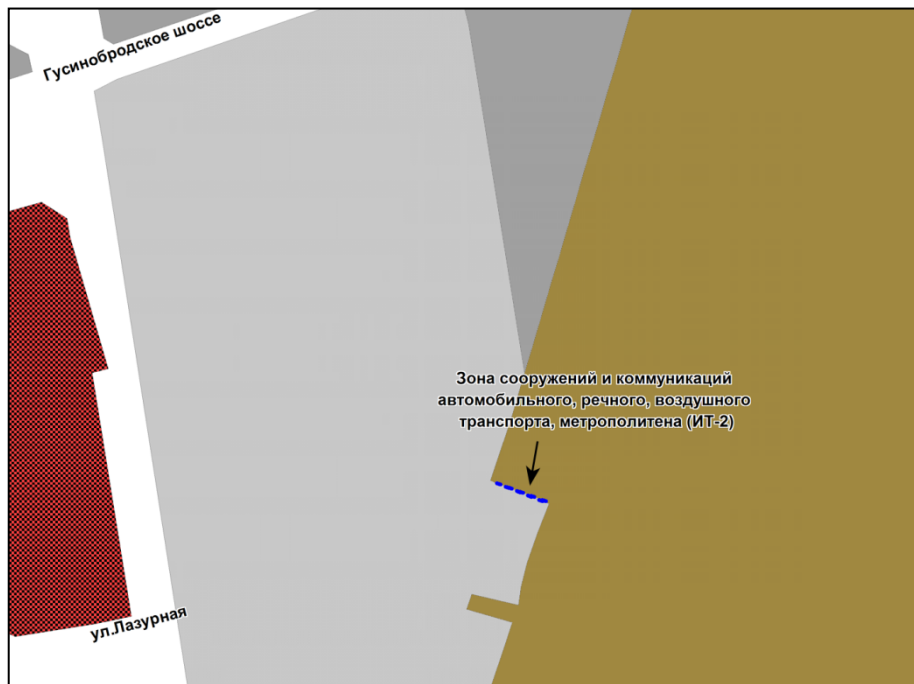 Гусинобродское шоссе
Зона сооружений и коммуникаций
автомобильного, речного, воздушного
транспорта, метрополитена (ИТ-2)
ул.Лазурная